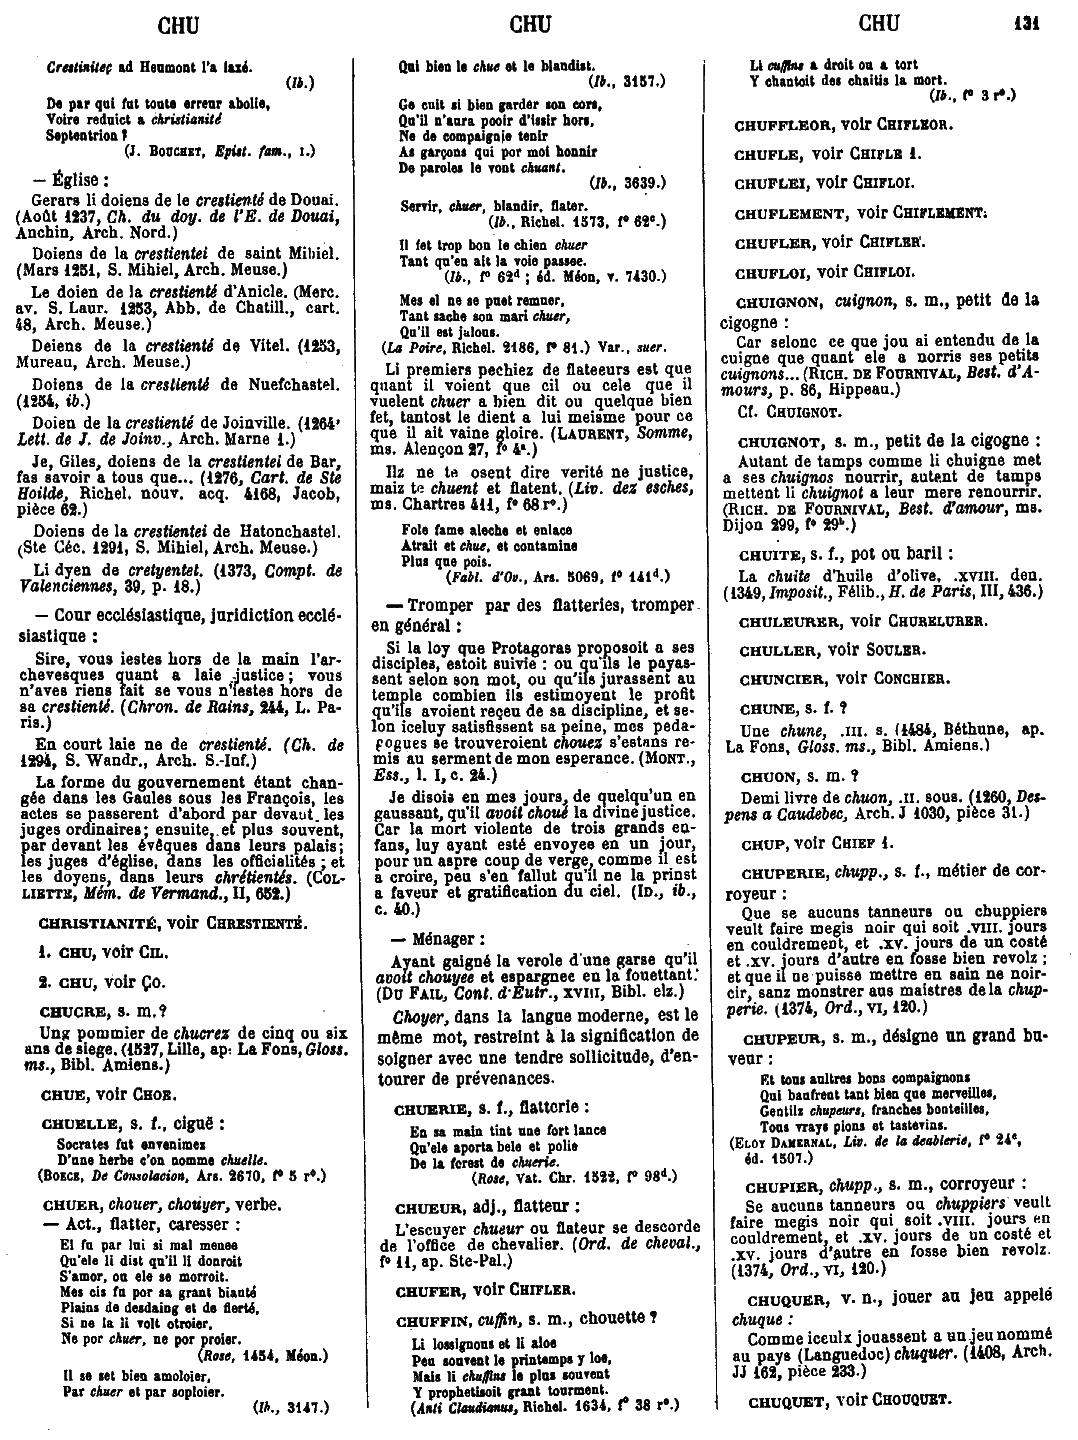 CHU
CHU
CHU 131
Crestinitez ad Heumont l'a laxé.
(Ib.)
De par qui fut toute erreur abolie,
Voire reduict a christianité
Septentrion?
(J. BOUCHET, Epist. fam., I.)
— Église :
Gerars li doiens de le crestienté de Douai.
(Août 1237, Ch. du doy. de l'E. de Douai,
Anchin, Arch. Nord.)
Doiens de la crestientei de saint Mihiel.
(Mars 1251, S. Mihiel, Arch. Meuse.)
Le doien de la crestienté d'Anicle. (Merc.
av. S. Laur. 1253, Abb. de Chatill., cart.
48, Arch. Meuse.)
Deiens de la crestienté de Vitel. (1253,
Mureau, Arch. Meuse.)
Doiens de la crestienté de Nuefchastel.
(1254, ib.)
Doien de la crestienté de Joinville. (1264,
Lett. de J. de Joinv., Arch. Marne 1.)
Je, Giles, doiens de la crestientei de Bar,
fas savoir a tous que... (1276, Cart. de Ste
Hoilde, Richel. nouv. acq. 4168, Jacob,
pièce 62.)
Doiens de la crestientei de Hatonchastel.
(Ste Céc. 1291, S. Mihiel, Arch. Meuse.)
Li dyen de cretyentet. (1373, Compt. de
Valenciennes, 39, p. 18.)
— Cour ecclésiastique, juridiction ecclé-
siastique :
Sire, vous iestes hors de la main l'ar-
chevesques quant a laie justice; vous
n'aves riens fait se vous n'iestes hors de
sa crestienté. (Chron. de Rains, 244, L. Pa-
ris.)
En court laie ne de crestienté. (Ch. de
1294, S. Wandr., Arch. S.-Inf.)
La forme du gouvernement étant chan-
gée dans les Gaules sous les François, les
actes se passerent d'abord par devant les
juges ordinaires; ensuite, et plus souvent,
par devant les évêques dans leurs palais;
les juges d'église, dans les officialités; et
les doyens, dans leurs chrétientés. (COL-
LIETTE, Mém. de Vermand., II, 652.)
CHRISTIANITÉ, voir CHRESTIENTÉ.
1. CHU, voir CIL.
2. CHU, voir ÇO.
CHUCRE, s. m.?
Ung pommier de chucrez de cinq ou six
ans de siege. (1527, Lille, ap. La Fons, Gloss.
ms., Bibl. Amiens.)
CHUE, voir CHOE.
CHUELLE, s. f., ciguë :
Socrates fut envenimez
D'une herbe c'on nomme chuelle.
(BOECE, De Consolacion, Ars. 2670, f° 5 r°.)
CHUER, chouer, chouyer, verbe.
— Act., flatter, caresser :
El fu par lui si mal menee
Qu'ele li dist qu'il li donroit
S'amor, ou ele se morroit.
Mes cis fu por sa grant biauté
Plains de desdaing et de fierté,
Si ne la li volt otroier,
Ne por chuer, ne por proier.
(Rose, 1454, Méon.)
Il se set bien amoloier,
Par chuer et par soploier.
(Ib., 3147.)
Qui bien le chue et le blandist.
(Ib., 3157.)
Ge cuit si bien garder son cors,
Qu'il n'aura pooir d'issir hors,
Ne de compaignie tenir
As garçons qui por moi honnir
De paroles le vont chuant.
(Ib., 3639.)
Servir, chuer, blandir, flater.
(Ib., Richel. 1573, f° 62c.)
Il fet trop bon le chien chuer
Tant qu'en ait la voie passee.
(Ib., f° 62d; éd. Méon, v. 7430.)
Mes el ne se puet remuer,
Tant sache son mari chuer,
Qu'il est jalous.
(La Poire, Richel. 2186, f° 81.) Var., suer.
Li premiers pechiez de flateeurs est que
quant il voient que cil ou cele que il
vuelent chuer a bien dit ou quelque bien
fet, tantost le dient a lui meisme pour ce
que il ait vaine gloire. (LAURENT, Somme,
ms. Alençon 27, f° 4a.)
Ilz ne te osent dire verité ne justice,
maiz te chuent et flatent. (Liv. dez esches,
ms. Chartres 411, f° 68 r°.)
Fole fame aleche et enlace
Atrait et chue, et contamine
Plus que pois.
(Fabl. d'Ov., Ars. 5069, f° 141d.)
— Tromper par des flatteries, tromper
en général :
Si la loy que Protagoras proposoit a ses
disciples, estoit suivie : ou qu'ils le payas-
sent selon son mot, ou qu'ils jurassent au
temple combien ils estimoyent le profit
qu'ils avoient reçeu de sa discipline, et se-
lon iceluy satisfissent sa peine, mes peda-
gogues se trouveroient chouez s'estans re-
mis au serment de mon esperance. (MONT.,
Ess., l. I, c. 24.)
Je disois en mes jours, de quelqu'un en
gaussant, qu'il avoit choué la divine justice.
Car la mort violente de trois grands en-
fans, luy ayant esté envoyee en un jour,
pour un aspre coup de verge, comme il est
a croire, peu s'en fallut qu'il ne la prinst
a faveur et gratification du ciel. (ID., ib.,
c. 40.)
— Ménager :
Ayant gaigné la verole d'une garse qu'il
avoit chouyee et espargnee en la fouettant.
(DU FAIL, Cont. d'Eutr., XVIII, Bibl. elz.)
Choyer, dans la langue moderne, est le
même mot, restreint à la signification de
soigner avec une tendre sollicitude, d'en-
tourer de prévenances.
CHUERIE, s. f., flatterie :
En sa main tint une fort lance
Qu'ele aporta bele et polie
De la forest de chuerie.
(Rose, Vat. Chr. 1522, f° 98d.)
CHUEUR, adj., flatteur :
L'escuyer chueur ou flateur se descorde
de l'office de chevalier. (Ord. de cheval.,
f° 11, ap. Ste-Pal.)
CHUFER, voir CHIFLER.
CHUFFIN, cuffin, s. m., chouette?
Li lossignons et li aloe
Peu souvent le printemps y loe,
Mais li chuffins le plus souvent
Y prophetisoit grant tourment.
(Anti Claudianus, Richel. 1634, f° 38 r°.)
Li cuffins a droit ou a tort
Y chantoit des chaitis la mort.
(Ib., f° 3 r°.)
CHUFFLEOR, voir CHIFLEOR.
CHUFLE, voir CHIFLE 1.
CHUFLEI, voir CHIFLOI.
CHUFLEMENT, voir CHIFLEMENT.
CHUFLER, voir CHIFLER.
CHUFLOI, voir CHIFLOI.
CHUIGNON, cuignon, s. m., petit de la
cigogne :
Car selonc ce que jou ai entendu de la
cuigne que quant ele a norris ses petits
cuignons... (RICH. DE FOURNIVAL, Best. d'A-
mours, p. 86, Hippeau.)
Cf. CHUIGNOT.
CHUIGNOT, s. m., petit de la cigogne :
Autant de tamps comme li chuigne met
a ses chuignos nourrir, autant de tamps
mettent li chuignot a leur mere renourrir.
(RICH. DE FOURNIVAL, Best. d'amour, ms.
Dijon 299, f° 29b.)
CHUITE, s. f., pot ou baril :
La chuite d'huile d'olive, .XVIII. den.
(1349, Imposit., Félib., H. de Paris, III, 436.)
CHULEURER, voir CHURELURER.
CHULLER, voir SOULER.
CHUNCIER, voir CONCHIER.
CHUNE, s. f. ?
Une chune, .III. s. (1484, Béthune, ap.
La Fons, Gloss. ms., Bibl. Amiens.)
CHUON, s. m. ?
Demi livre de chuon, .II. sous. (1260, Des-
pens a Caudebec, Arch. J 1030, pièce 31.)
CHUP, voir CHIEF 1.
CHUPERIE, chupp., s. f., métier de cor-
royeur :
Que se aucuns tanneurs ou chuppiers
veult faire megis noir qui soit .VIII. jours
en couldrement, et .XV. jours de un costé
et .XV. jours d'autre en fosse bien revolz;
et que il ne puisse mettre en sain ne noir-
cir, sanz monstrer aus maistres de la chup-
perie. (1374, Ord., VI, 120.)
CHUPEUR, s. m., désigne un grand bu-
veur :
Et tous aultres bons compaignons
Qui baufrent tant bien que merveilles,
Gentilz chupeurs, franches bouteilles,
Tous vrays pions et tastevins.
(ELOY DAMERNAL, Liv. de la deablerie, f° 24c,
éd. 1507.)
CHUPIER, chupp., s. m., corroyeur :
Se aucuns tanneurs ou chuppiers veult
faire megis noir qui soit .VIII. jours en
couldrement, et .XV. jours de un costé et
.XV. jours d'autre en fosse bien revolz.
(1374, Ord., VI, 120.)
CHUQUER, v. n., jouer au jeu appelé
chuque :
Comme iceulx jouassent a un jeu nommé
au pays (Languedoc) chuquer. (1408, Arch.
JJ 162, pièce 233.)
CHUQUET, voir CHOUQUET.